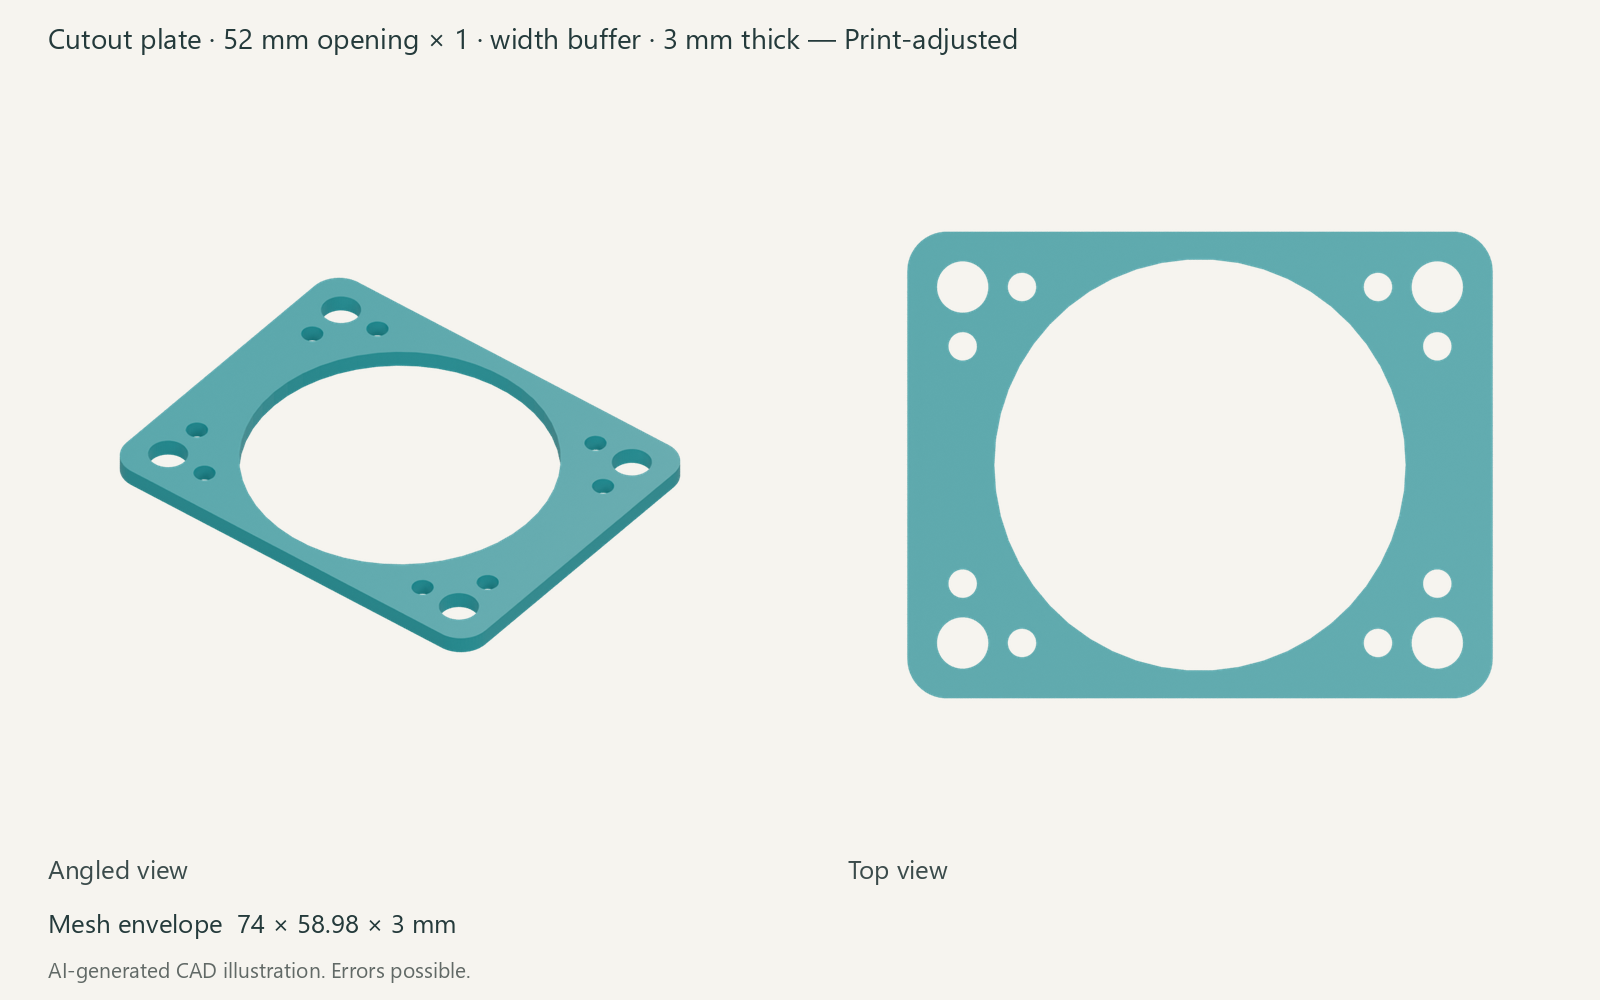 Cutout plate · 52 mm opening × 1 · width buffer · 3 mm thick — Print-adjusted
Angled view
Top view
Mesh envelope 74 × 58.98 × 3 mm
AI-generated CAD illustration. Errors possible.